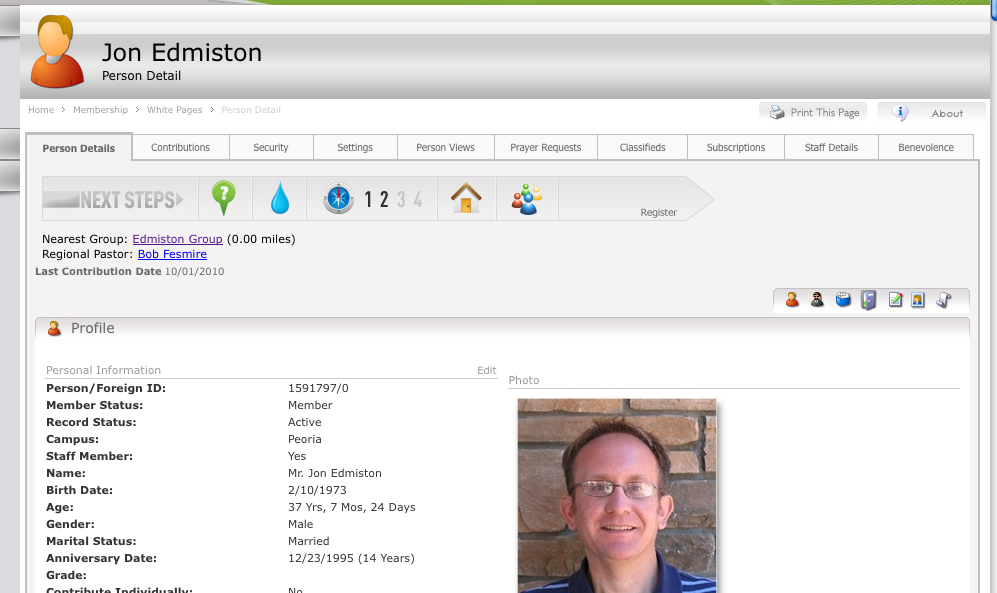 Jon Edmiston
Person Detail
Home > Membership > White Pages > Person Detail
Print This Page
About
Person Details Contributions Security Settings Person Views Prayer Requests Classifieds Subscriptions Staff Details Benevolence
NEXT STEPS ? 1 2 3 4 Register
Nearest Group: Edmiston Group (0.00 miles)
Regional Pastor: Bob Fesmire
Last Contribution Date 10/01/2010
Profile
Personal Information Edit
Person/Foreign ID: 1591797/0
Member Status: Member
Record Status: Active
Campus: Peoria
Staff Member: Yes
Name: Mr. Jon Edmiston
Birth Date: 2/10/1973
Age: 37 Yrs, 7 Mos, 24 Days
Gender: Male
Marital Status: Married
Anniversary Date: 12/23/1995 (14 Years)
Grade:
Contribute Individually: No
Photo